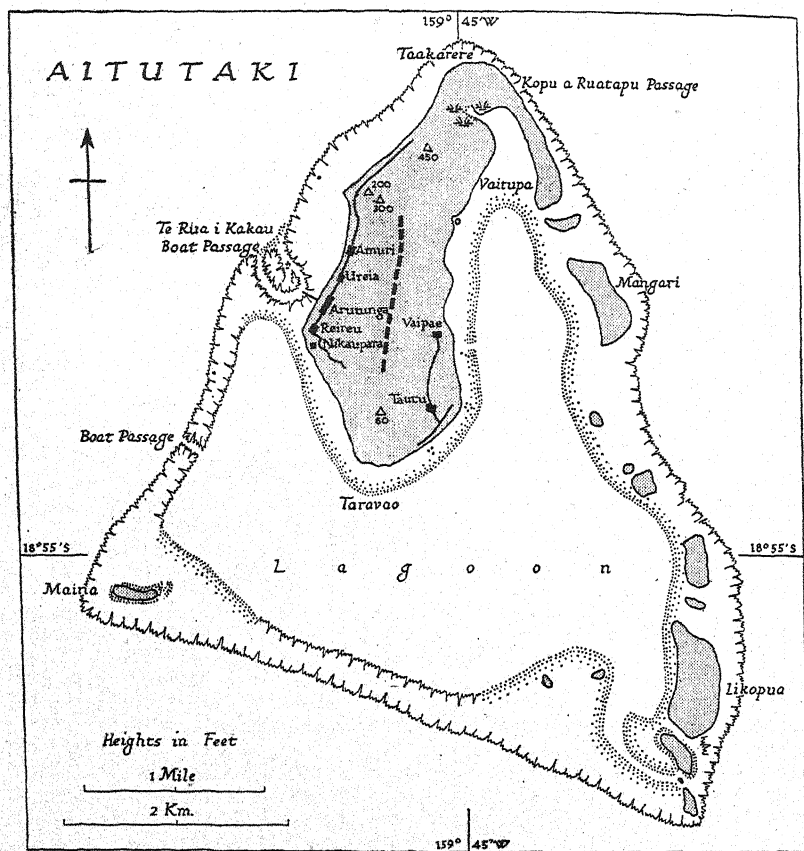 159° 45'W
AITUTAKI
Taakarere
Kopu a Ruatapu Passage
450
Vaitupa
200
300
Te Rua i Kakau
Boat Passage
Amuri
Ureia
Mangari
Arutunga
Reireu
Vaipae
Nikaupara
Tautu
60
Boat Passage
Taravao
18°55'S
18°55'S
Lagoon
Maina
Likopua
Heights in Feet
1 Mile
2 Km.
159° 45'W